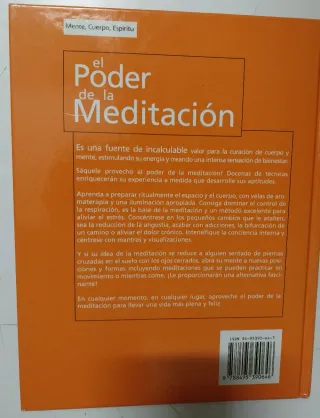 Mente, Cuerpo, Espíritu
el
Poder
de la
Meditación
Es una fuente de incalculable valor para la curación de cuerpo y
mente, estimulando su energía y creando una intensa sensación de bienestar.
Sáquele provecho al poder de la meditación! Docenas de técnicas
enriquecerán su experiencia a medida que desarrolle sus aptitudes.
Aprenda a preparar ritualmente el espacio y el cuerpo, con velas de aro-
materapia y una iluminación apropiada. Consiga dominar el control de
la respiración, es la base de la meditación y un método excelente para
aliviar el estrés. Concéntrese en los pequeños cambios que le atañen,
sea la reducción de la angustia, acabar con adicciones, la bifurcación de
un camino o aliviar el dolor crónico. Intensifique la conciencia interna y
céntrese con mantras y visualizaciones.
Y si su idea de la meditación se reduce a alguien sentado de piernas
cruzadas en el suelo con los ojos cerrados, abra su mente a nuevas posi-
ciones y formas incluyendo meditaciones que se pueden practicar en
movimiento o mientras come. ¡Le proporcionarán una alternativa fasci-
nante!
En cualquier momento, en cualquier lugar, aproveche el poder de la
meditación para llevar una vida más plena y feliz.